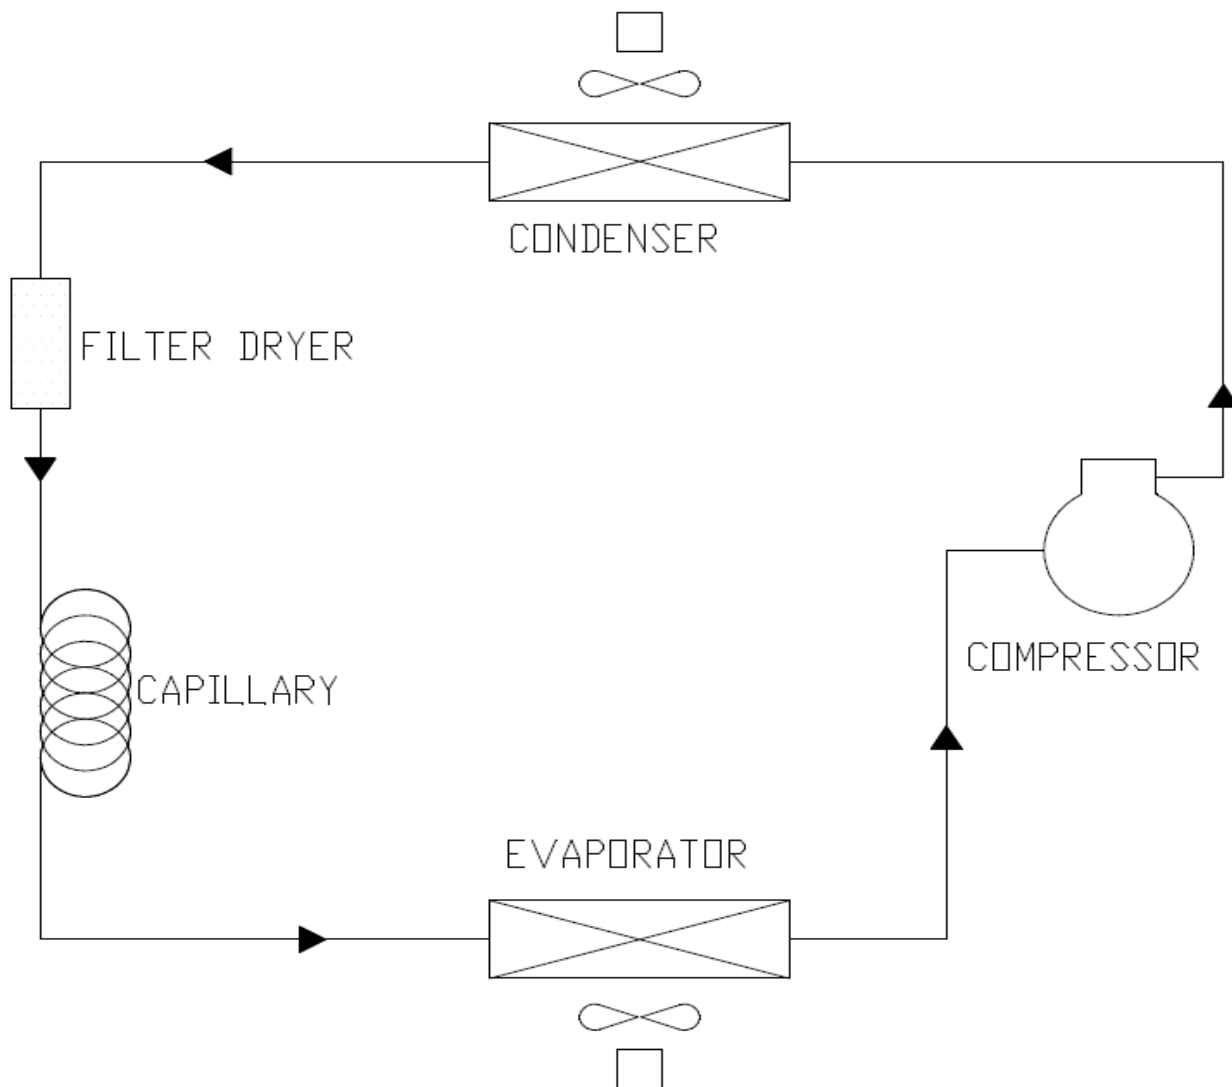 CONDENSER
FILTER DRYER
COMPRESSOR
CAPILLARY
EVAPORATOR